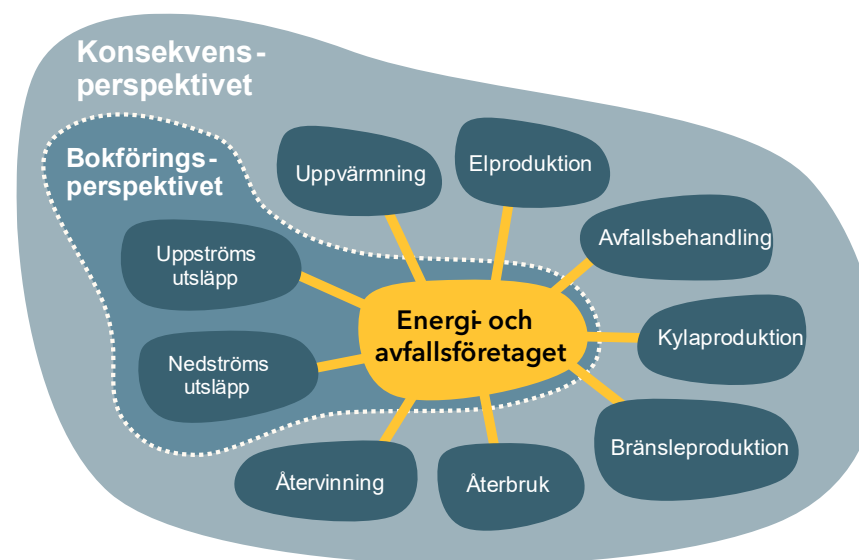 Konsekvens-
perspektivet
Bokförings-
perspektivet
Uppvärmning
Elproduktion
Avfallsbehandling
Uppströms
utsläpp
Energi- och
avfallsföretaget
Kylaproduktion
Nedströms
utsläpp
Bränsleproduktion
Återvinning
Återbruk